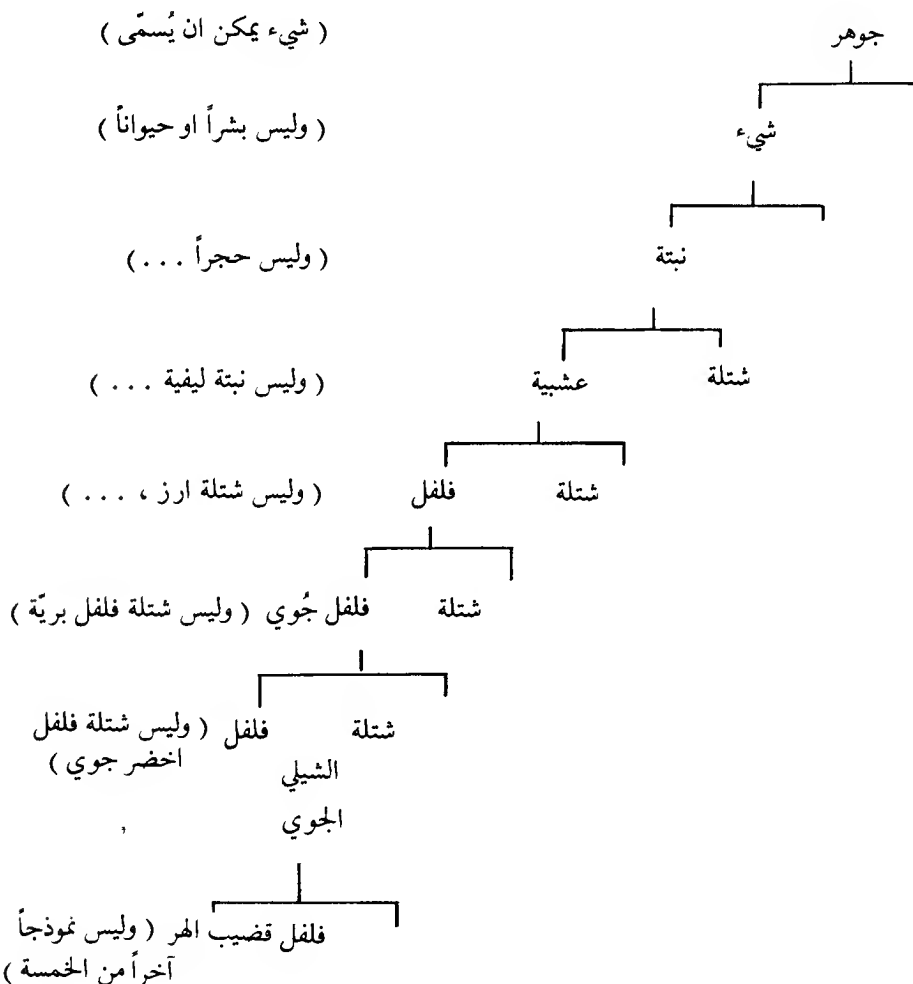 جوهر ( شيء يمكن ان يُسمّى )
شيء ( وليس بشراً او حيواناً )
نبتة ( وليس حجراً ... )
شتلة عشبية ( وليس نبتة ليفية ... )
شتلة فلفل ( وليس شتلة ارز ، ... )
شتلة فلفل جُوي ( وليس شتلة فلفل بريّة )
شتلة فلفل ( وليس شتلة فلفل
الشيلي اخضر جوي )
الجوي
فلفل قضيب الهر ( وليس نموذجاً
آخراً من الخمسة )